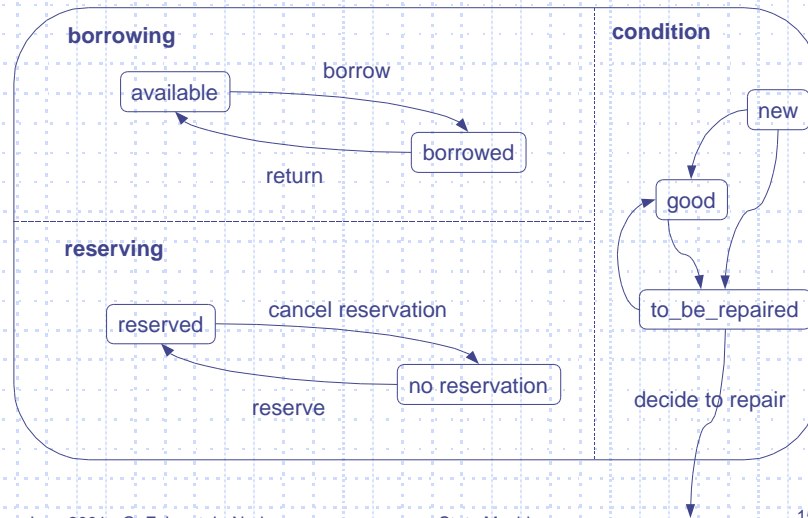 borrowing
available
borrow
borrowed
return
reserving
reserved
cancel reservation
no reservation
reserve
condition
new
good
to_be_repaired
decide to repair